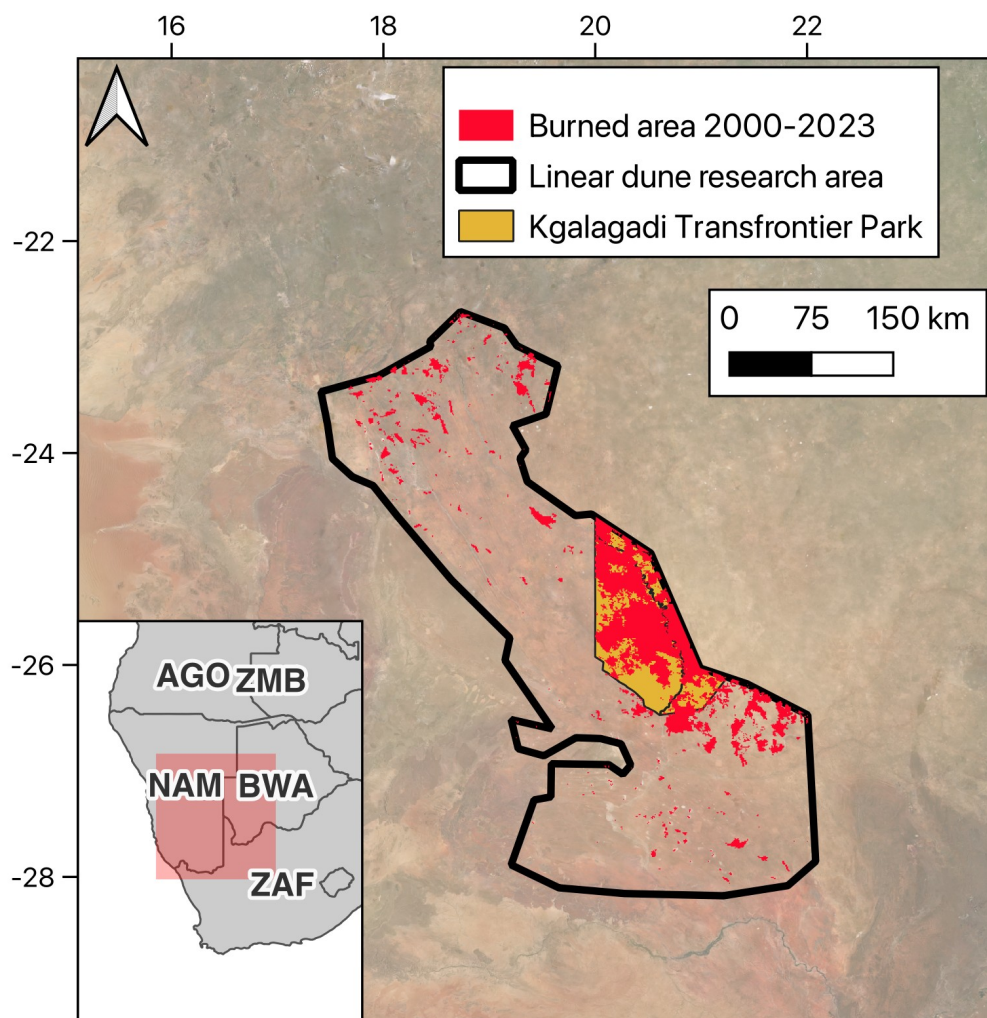 16 18 20 22
Burned area 2000-2023
Linear dune research area
Kgalagadi Transfrontier Park
-22
0 75 150 km
-24
-26
AGO ZMB
NAM BWA
-28
ZAF